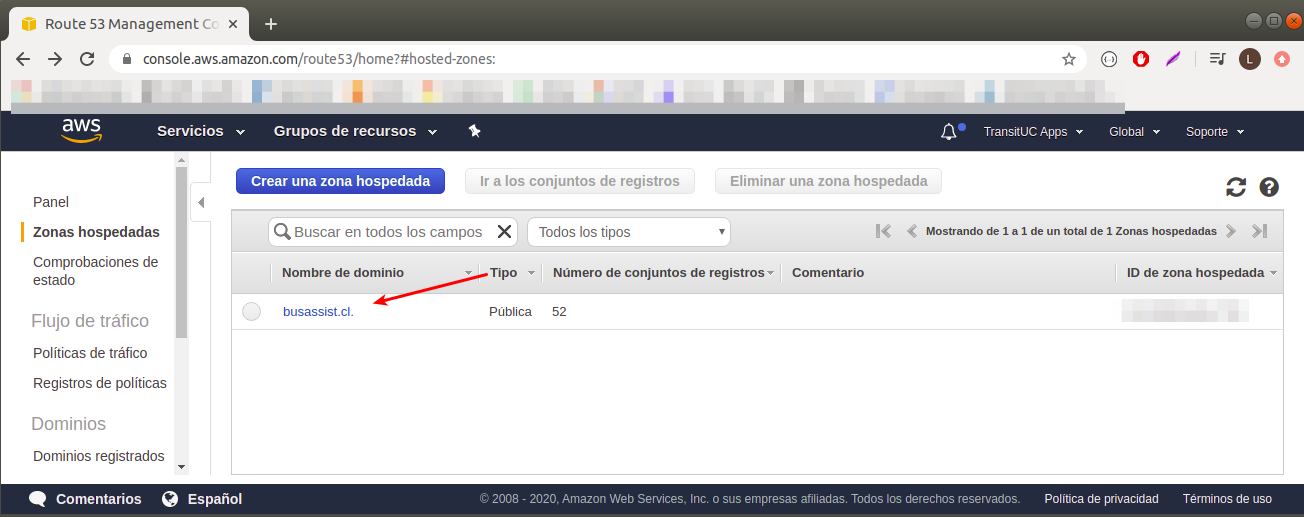 Route 53 Management Co
console.aws.amazon.com/route53/home?#hosted-zones:
L
aws
Servicios
Grupos de recursos
TransitUC Apps
Global
Soporte
Panel
Zonas hospedadas
Comprobaciones de
estado
Flujo de tráfico
Políticas de tráfico
Registros de políticas
Dominios
Dominios registrados
Crear una zona hospedada
Ir a los conjuntos de registros
Eliminar una zona hospedada
Buscar en todos los campos
Todos los tipos
Mostrando de 1 a 1 de un total de 1 Zonas hospedadas
Nombre de dominio
Tipo
Número de conjuntos de registros
Comentario
ID de zona hospedada
busassist.cl.
Pública
52
Comentarios
Español
© 2008 - 2020, Amazon Web Services, Inc. o sus empresas afiliadas. Todos los derechos reservados.
Política de privacidad
Términos de uso